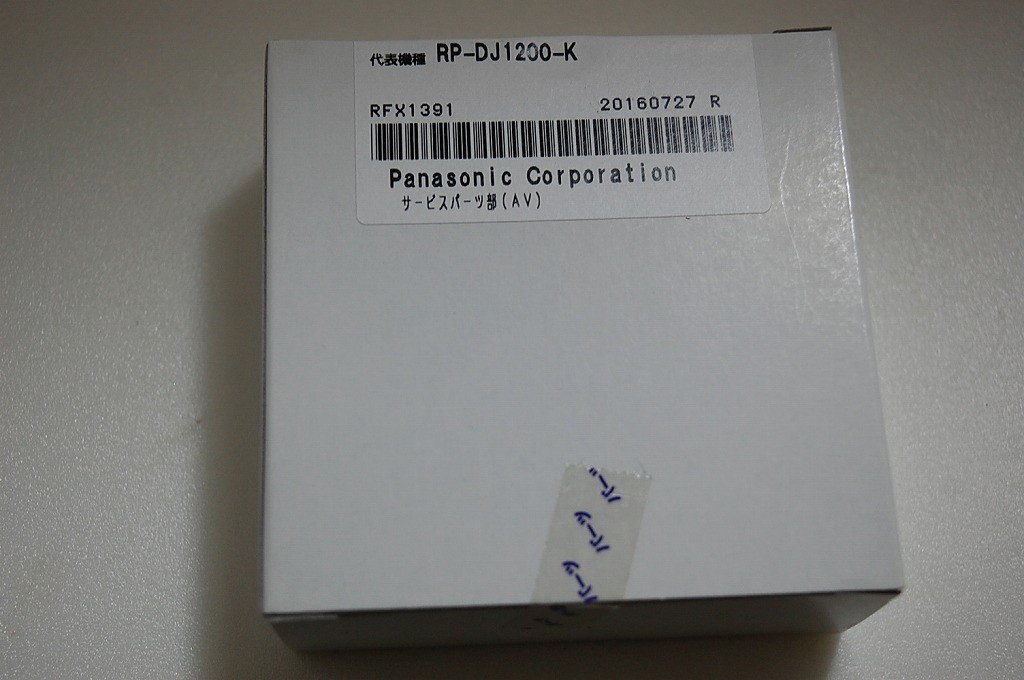 代表機種 RP-DJ1200-K
RFX1391 20160727 R
Panasonic Corporation
サービスパーツ部(AV)